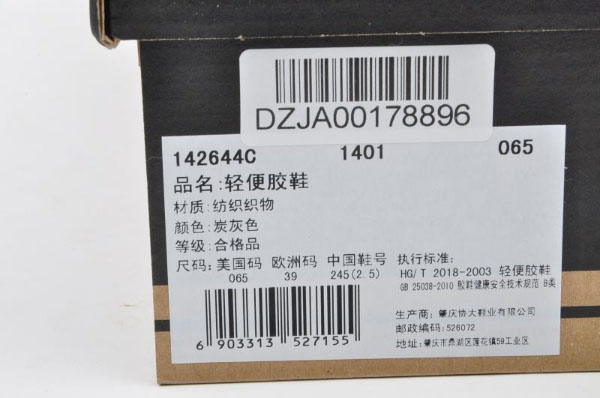 DZJA00178896
142644C 1401 065
品名:轻便胶鞋
材质:纺织织物
颜色:炭灰色
等级:合格品
尺码: 美国码 欧洲码 中国鞋号
065 39 245(2.5)
执行标准:
HG/T 2018-2003 轻便胶鞋
GB 25038-2010 胶鞋健康安全技术规范 B类
6 903313 527155
生产商: 肇庆协大鞋业有限公司
邮政编码:526072
地址: 肇庆市鼎湖区莲花镇59工业区